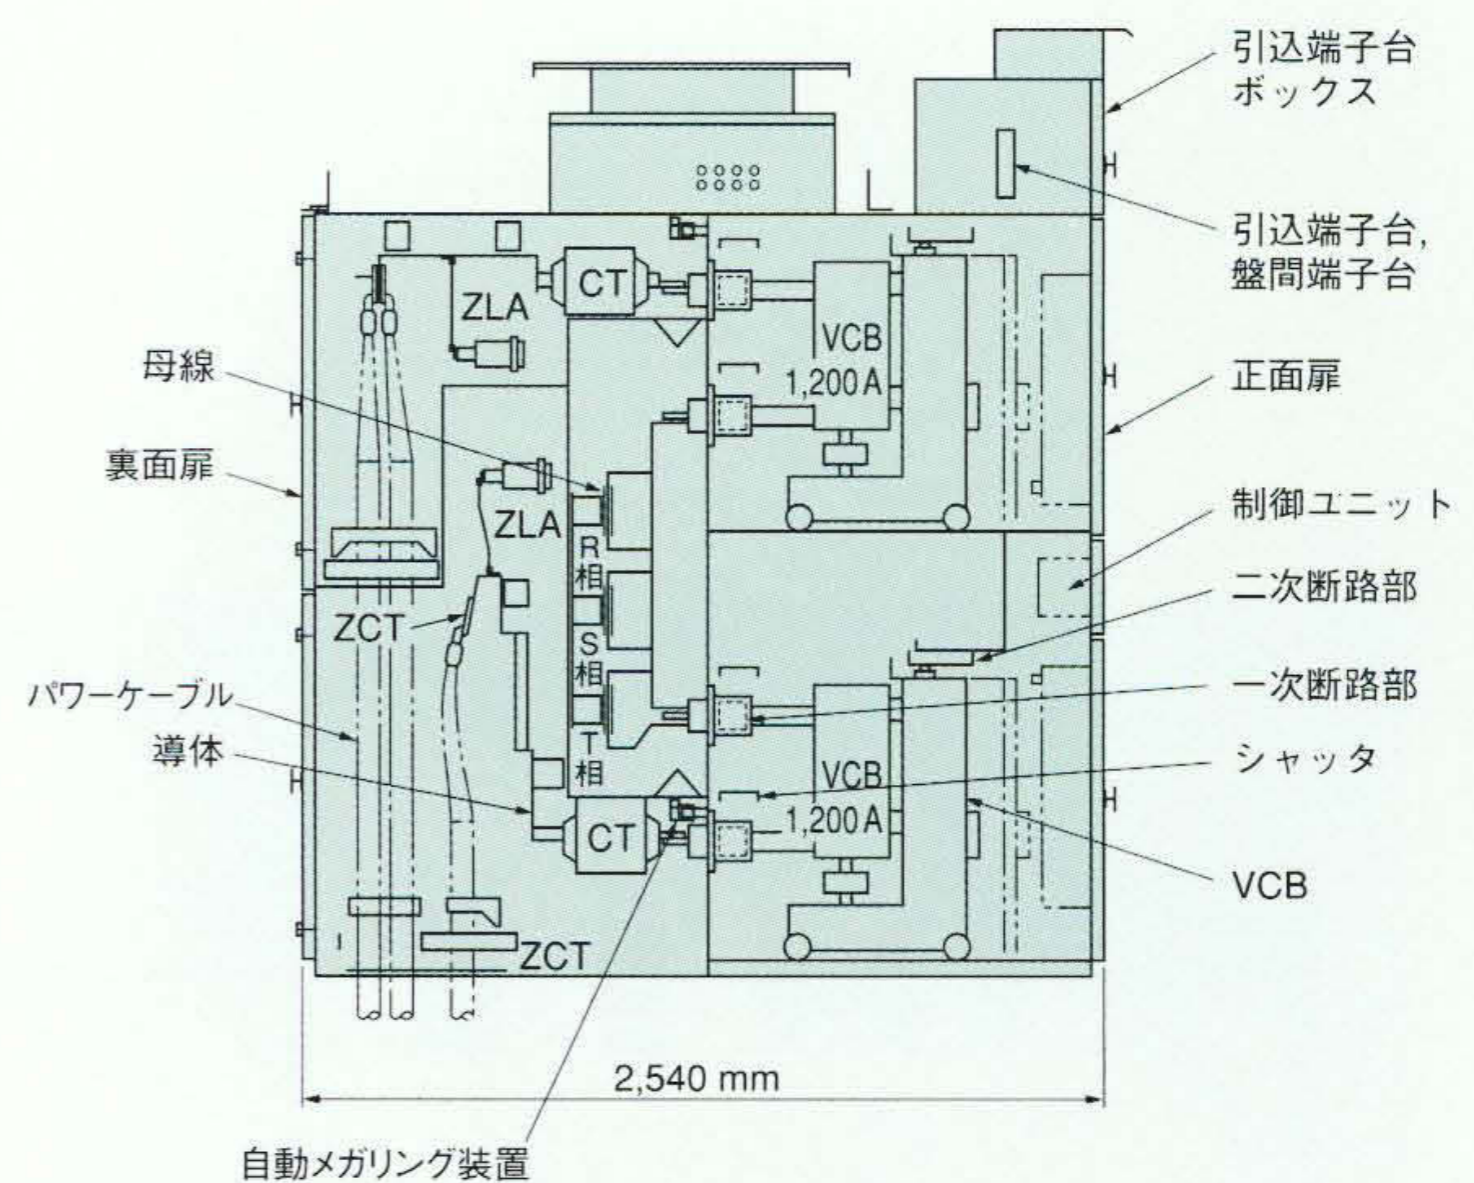 引込端子台
ボックス
引込端子台,
盤間端子台
正面扉
制御ユニット
二次断路部
一次断路部
シャッタ
VCB
母線
裏面扉
パワーケーブル
導体
自動メガリング装置
CT
ZLA
VCB
1,200A
ZLA
R
相
S
相
T
相
ZCT
VCB
1,200A
CT
ZCT
2,540 mm